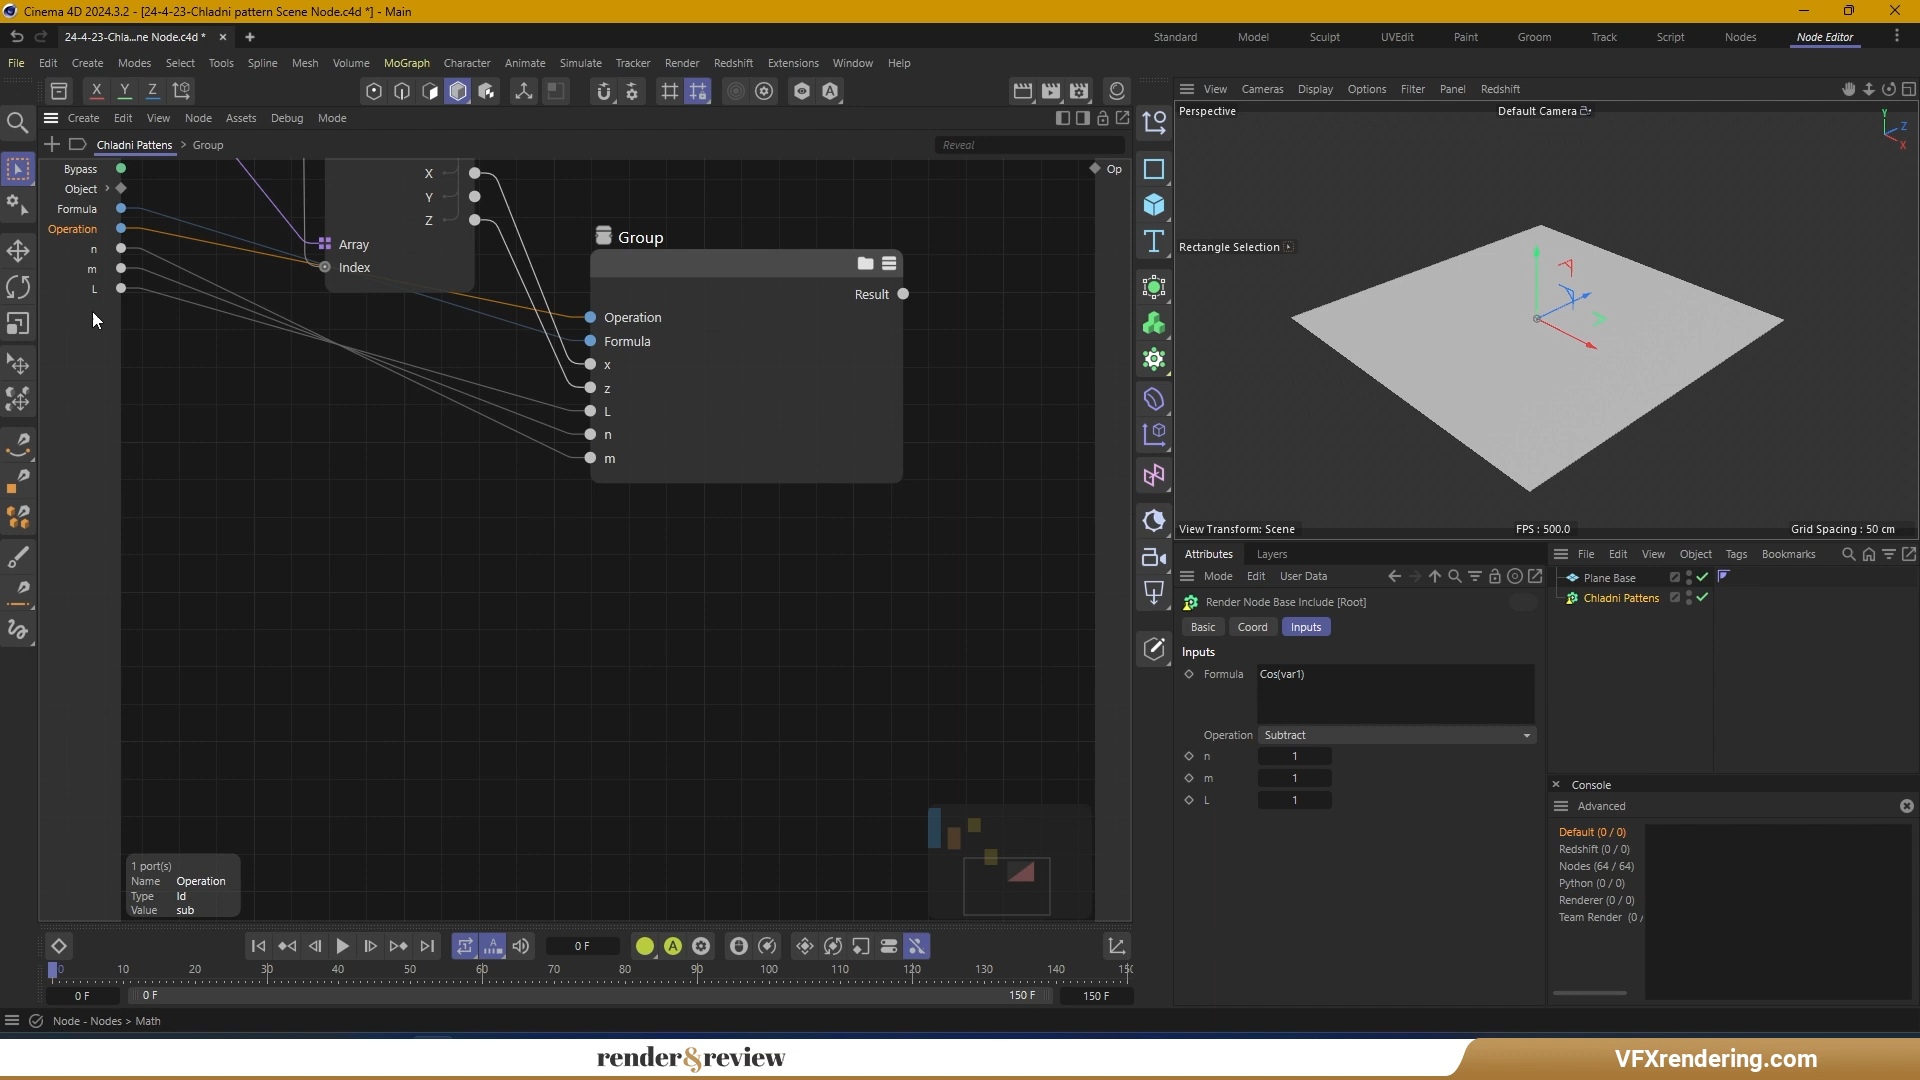 Cinema 4D 2024.3.2 - [24-4-23-Chladni pattern Scene Node.c4d *] - Main
24-4-23-Chla...ne Node.c4d *
Standard Model Sculpt UVEdit Paint Groom Track Script Nodes Node Editor
File Edit Create Modes Select Tools Spline Mesh Volume MoGraph Character Animate Simulate Tracker Render Redshift Extensions Window Help
X Y Z
Create Edit View Node Assets Debug Mode
Chladni Pattens > Group
Reveal
Bypass
Object >
Formula
Operation
n
m
L
X
Y
Z
Array
Index
Group
Result
Operation
Formula
x
z
L
n
m
Op
1 port(s)
Name Operation
Type Id
Value sub
View Cameras Display Options Filter Panel Redshift
Perspective
Default Camera
Y
Z
X
Rectangle Selection
View Transform: Scene
FPS : 500.0
Grid Spacing : 50 cm
Attributes Layers
Mode Edit User Data
Render Node Base Include [Root]
Basic Coord Inputs
Inputs
Formula Cos(var1)
Operation Subtract
n 1
m 1
L 1
File Edit View Object Tags Bookmarks
Plane Base
Chladni Pattens
Console
Advanced
Default (0 / 0)
Redshift (0 / 0)
Nodes (64 / 64)
Python (0 / 0)
Renderer (0 / 0)
Team Render (0 /
0 F
0 10 20 30 40 50 60 70 80 90 100 110 120 130 140 150
0 F 0 F 150 F 150 F
Node - Nodes > Math
render&review
VFXrendering.com